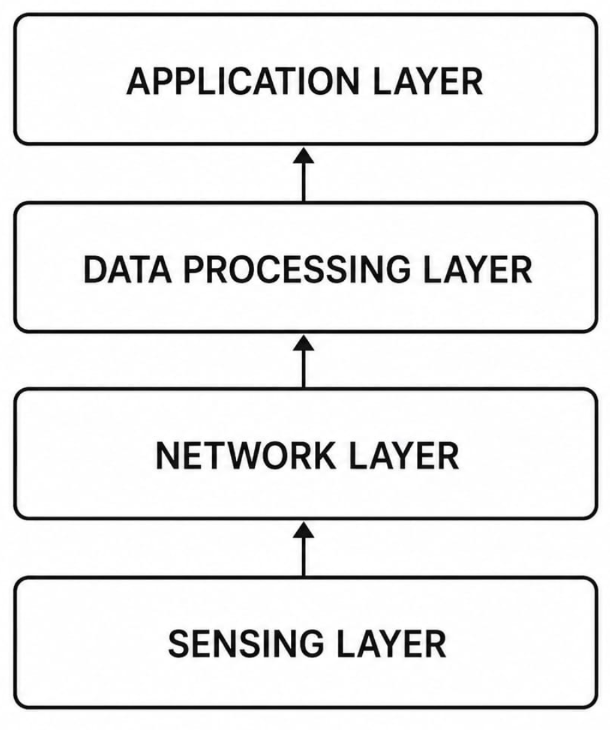 APPLICATION LAYER
DATA PROCESSING LAYER
NETWORK LAYER
SENSING LAYER